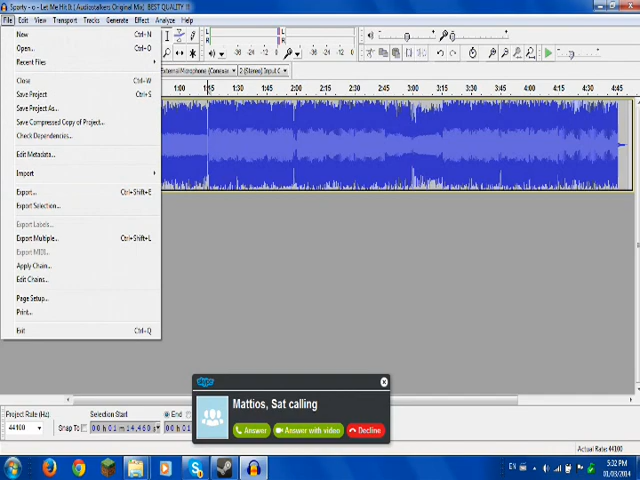 Sporty - o - Let Me Hit It ( Audiostalkers Original Mix) BEST QUALITY !!
File Edit View Transport Tracks Generate Effect Analyze Help
New Ctrl+N
Open... Ctrl+O
Recent Files
Close Ctrl+W
Save Project Ctrl+S
Save Project As...
Save Compressed Copy of Project...
Check Dependencies...
Edit Metadata...
Import
Export... Ctrl+Shift+E
Export Selection...
Export Labels...
Export Multiple... Ctrl+Shift+L
Export MIDI...
Apply Chain...
Edit Chains...
Page Setup...
Print...
Exit Ctrl+Q
L
R
L
R
2 (Stereo) Input C
1:00 1:15 1:30 1:45 2:00 2:15 2:30 2:45 3:00 3:15 3:30 3:45 4:00 4:15 4:30 4:45
skype
Mattios, Sat calling
Answer
Answer with video
Decline
Project Rate (Hz):
44100
Snap To
Selection Start
00 h 01 m 14,460 s
End
00 h 01
Actual Rate: 44100
EN
5:32 PM
01/03/2014